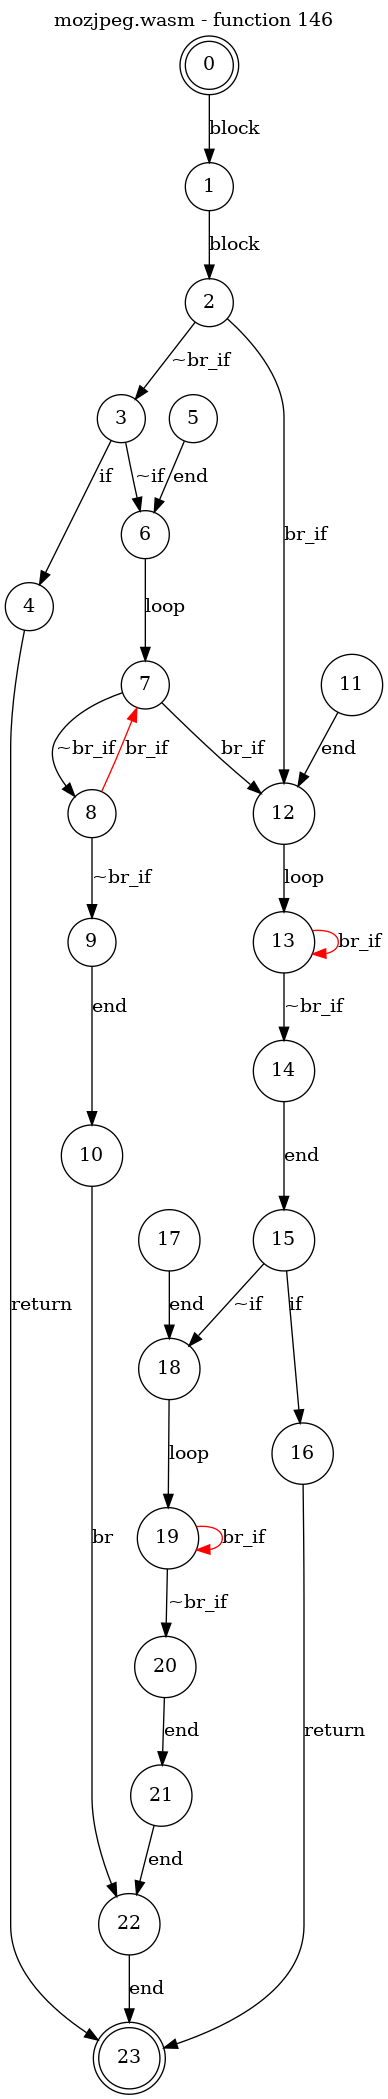 mozjpeg.wasm - function 146
0
block
1
block
2
~br_if
3
5
if
~if
end
br_if
6
4
loop
7
11
~br_if
br_if
br_if
end
8
12
~br_if
loop
9
13
br_if
end
~br_if
14
10
end
17
15
return
end
~if
if
18
16
loop
br
19
br_if
~br_if
20
end
return
21
end
22
end
23